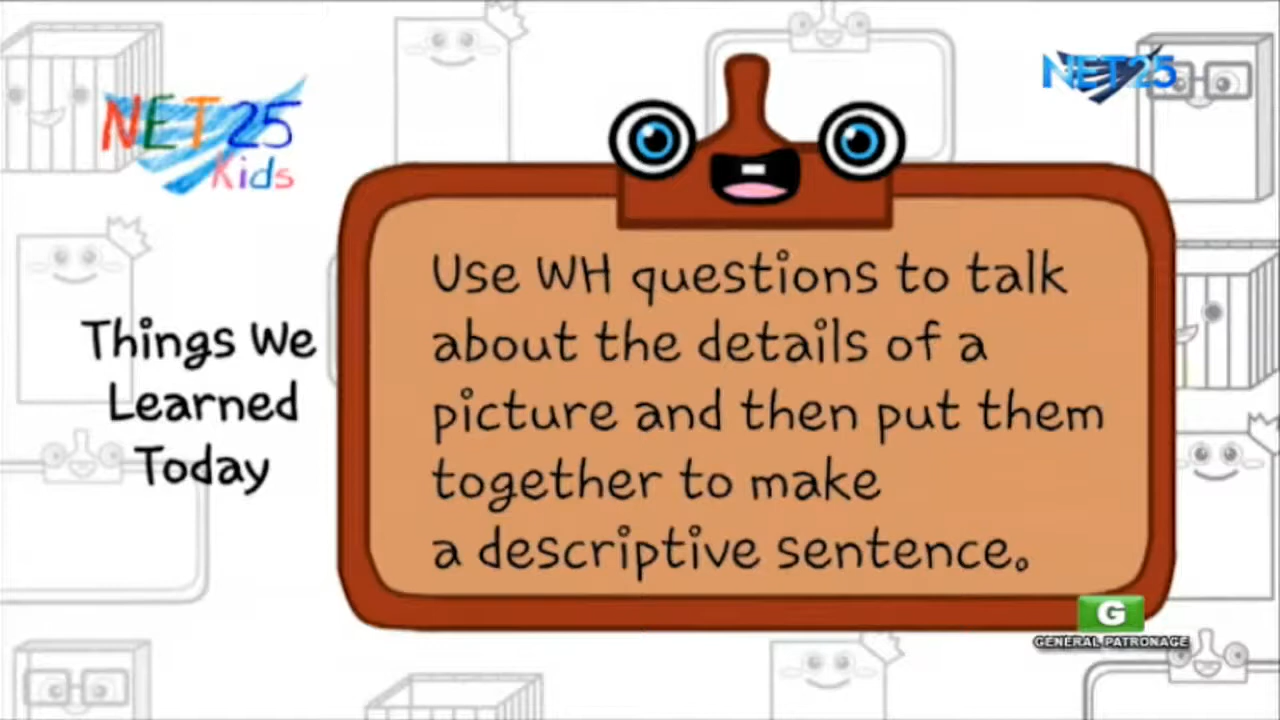 NET25
NET 25
Kids
Things We
Learned
Today
Use WH questions to talk
about the details of a
picture and then put them
together to make
a descriptive sentence.
G
GENERAL PATRONAGE